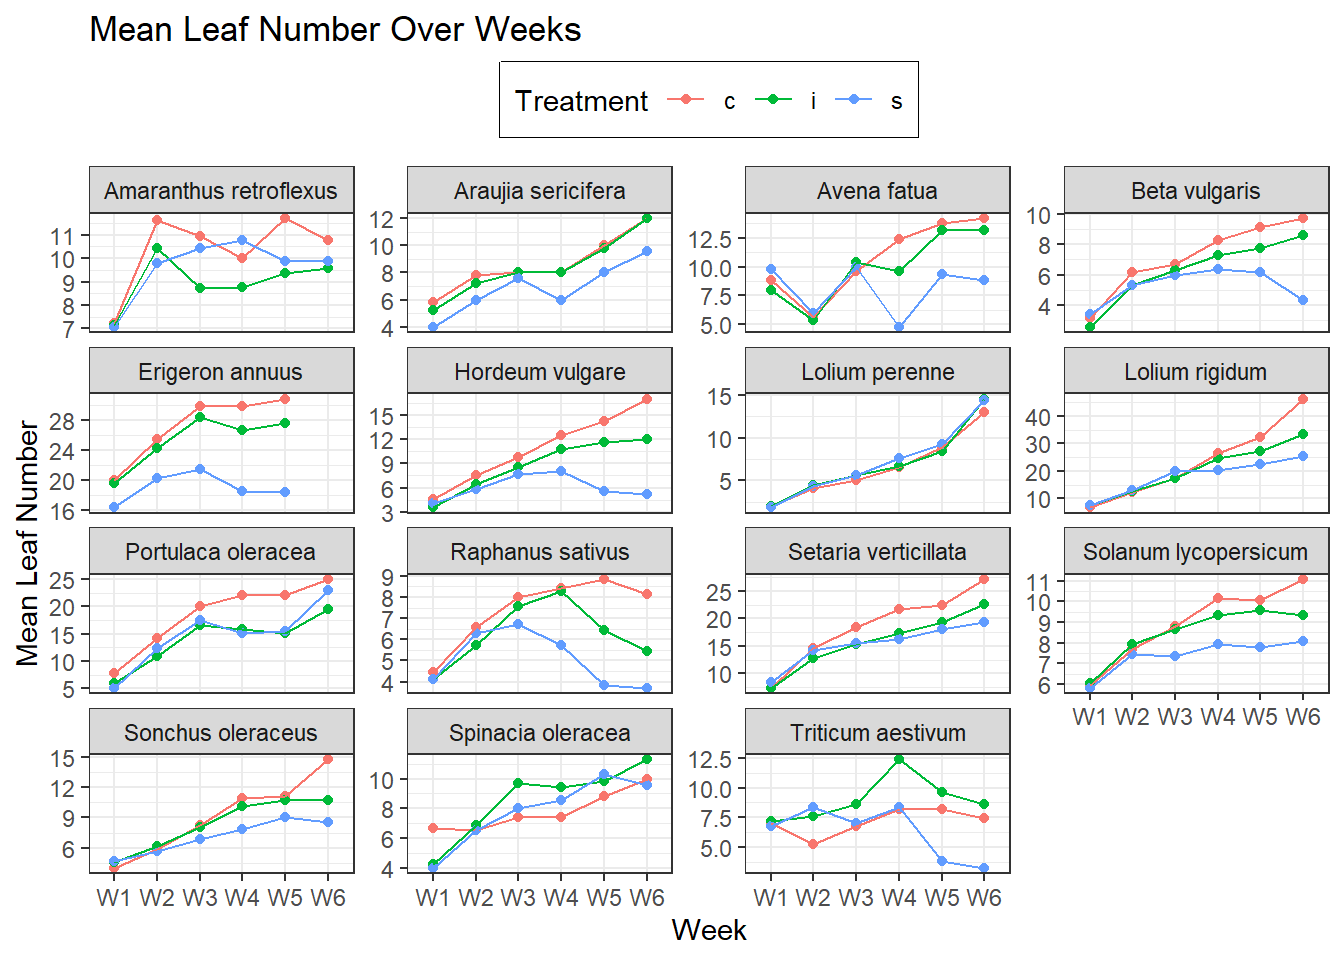 Mean Leaf Number Over Weeks
Treatment c i s
Amaranthus retroflexus
11
10
9
8
7
Araujia sericifera
12
10
8
6
4
Avena fatua
12.5
10.0
7.5
5.0
Beta vulgaris
10
8
6
4
Erigeron annuus
28
24
20
16
Hordeum vulgare
15
12
9
6
3
Lolium perenne
15
10
5
Lolium rigidum
40
30
20
10
Portulaca oleracea
25
20
15
10
5
Raphanus sativus
9
8
7
6
5
4
Setaria verticillata
25
20
15
10
Solanum lycopersicum
11
10
9
8
7
6
W1 W2 W3 W4 W5 W6
Sonchus oleraceus
15
12
9
6
W1 W2 W3 W4 W5 W6
Spinacia oleracea
10
8
6
4
W1 W2 W3 W4 W5 W6
Triticum aestivum
12.5
10.0
7.5
5.0
W1 W2 W3 W4 W5 W6
Mean Leaf Number
Week